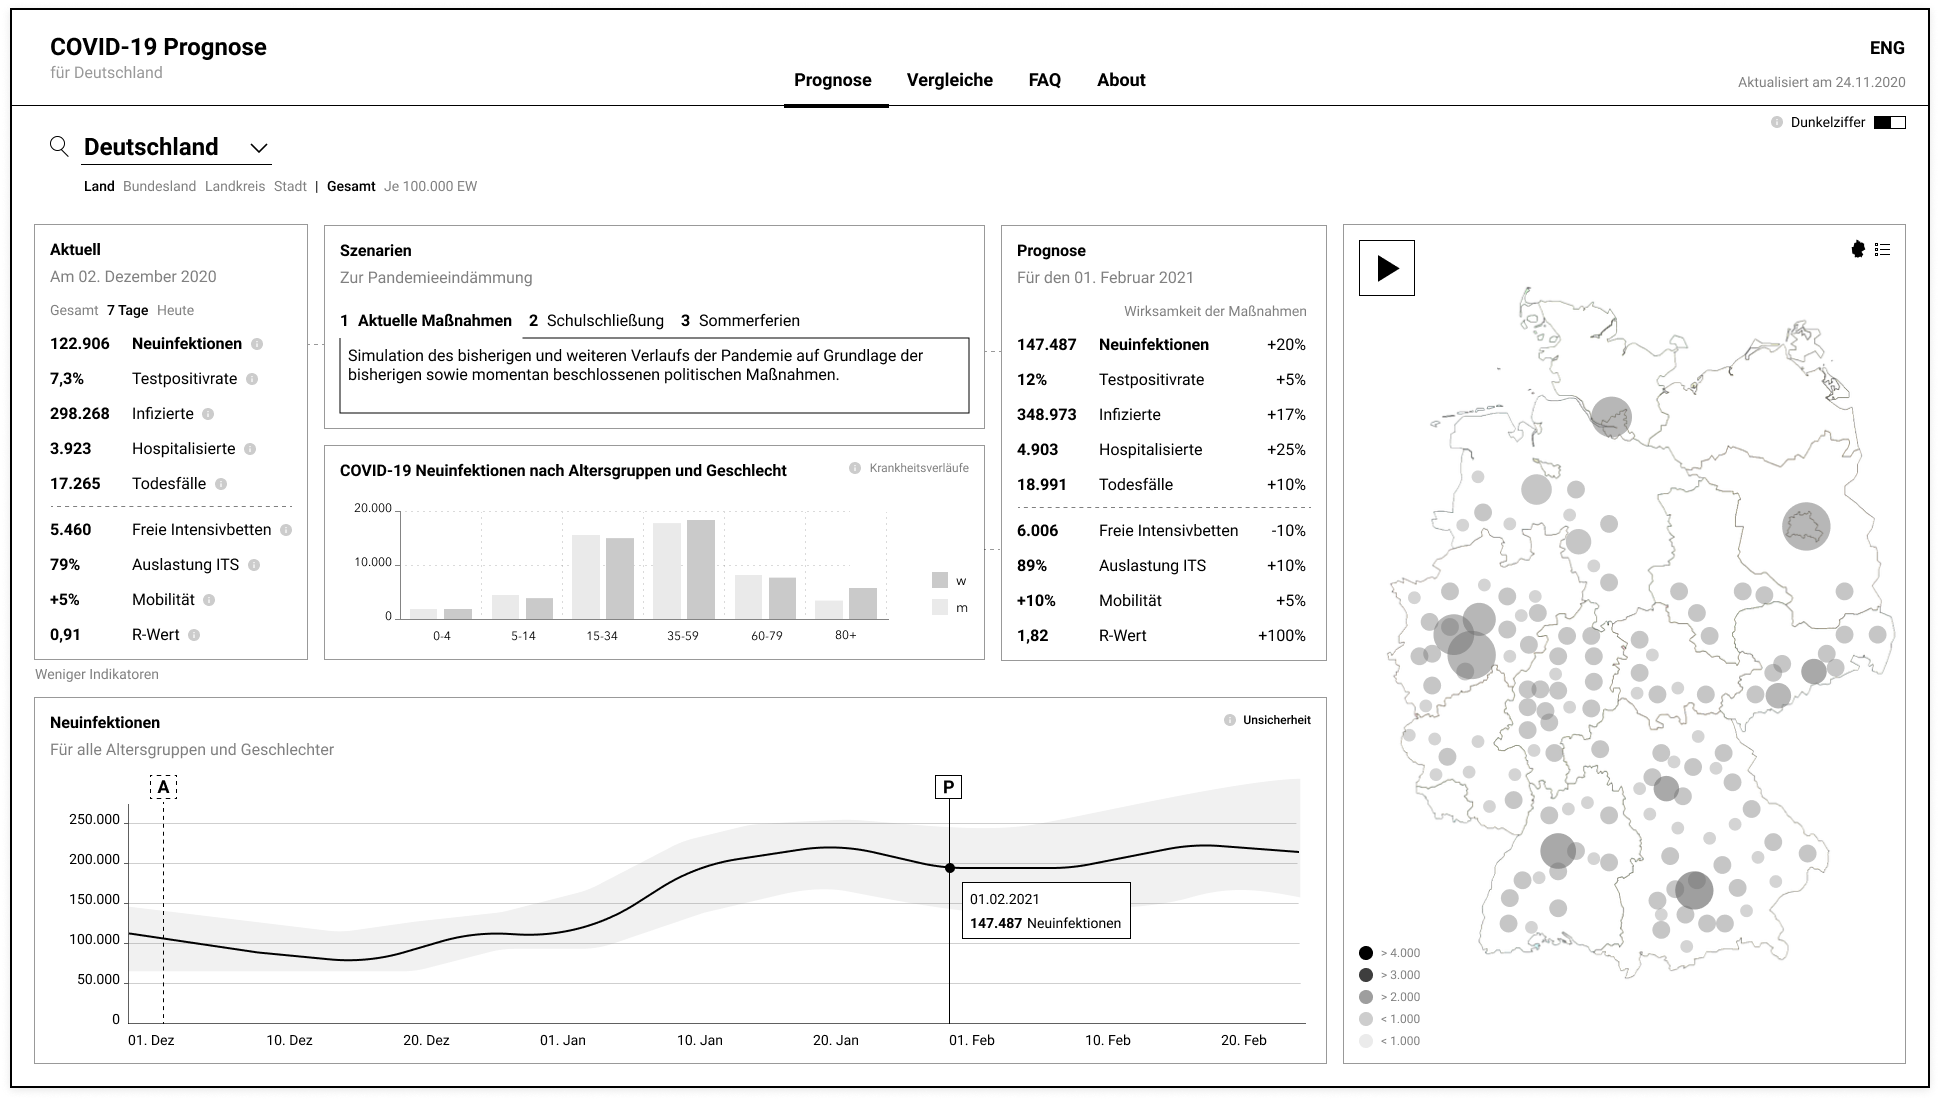 COVID-19 Prognose
für Deutschland
Prognose Vergleiche FAQ About
ENG
Aktualisiert am 24.11.2020
Dunkelziffer
Deutschland
Land Bundesland Landkreis Stadt | Gesamt Je 100.000 EW
Aktuell
Am 02. Dezember 2020
Gesamt 7 Tage Heute
122.906 Neuinfektionen
7,3% Testpositivrate
298.268 Infizierte
3.923 Hospitalisierte
17.265 Todesfälle
5.460 Freie Intensivbetten
79% Auslastung ITS
+5% Mobilität
0,91 R-Wert
Weniger Indikatoren
Szenarien
Zur Pandemieeindämmung
1 Aktuelle Maßnahmen 2 Schulschließung 3 Sommerferien
Simulation des bisherigen und weiteren Verlaufs der Pandemie auf Grundlage der
bisherigen sowie momentan beschlossenen politischen Maßnahmen.
COVID-19 Neuinfektionen nach Altersgruppen und Geschlecht
Krankheitsverläufe
20.000
10.000
0
0-4 5-14 15-34 35-59 60-79 80+
w
m
Prognose
Für den 01. Februar 2021
Wirksamkeit der Maßnahmen
147.487 Neuinfektionen +20%
12% Testpositivrate +5%
348.973 Infizierte +17%
4.903 Hospitalisierte +25%
18.991 Todesfälle +10%
6.006 Freie Intensivbetten -10%
89% Auslastung ITS +10%
+10% Mobilität +5%
1,82 R-Wert +100%
Neuinfektionen
Für alle Altersgruppen und Geschlechter
Unsicherheit
A
P
250.000
200.000
150.000
100.000
50.000
0
01.02.2021
147.487 Neuinfektionen
01. Dez 10. Dez 20. Dez 01. Jan 10. Jan 20. Jan 01. Feb 10. Feb 20. Feb
> 4.000
> 3.000
> 2.000
< 1.000
< 1.000